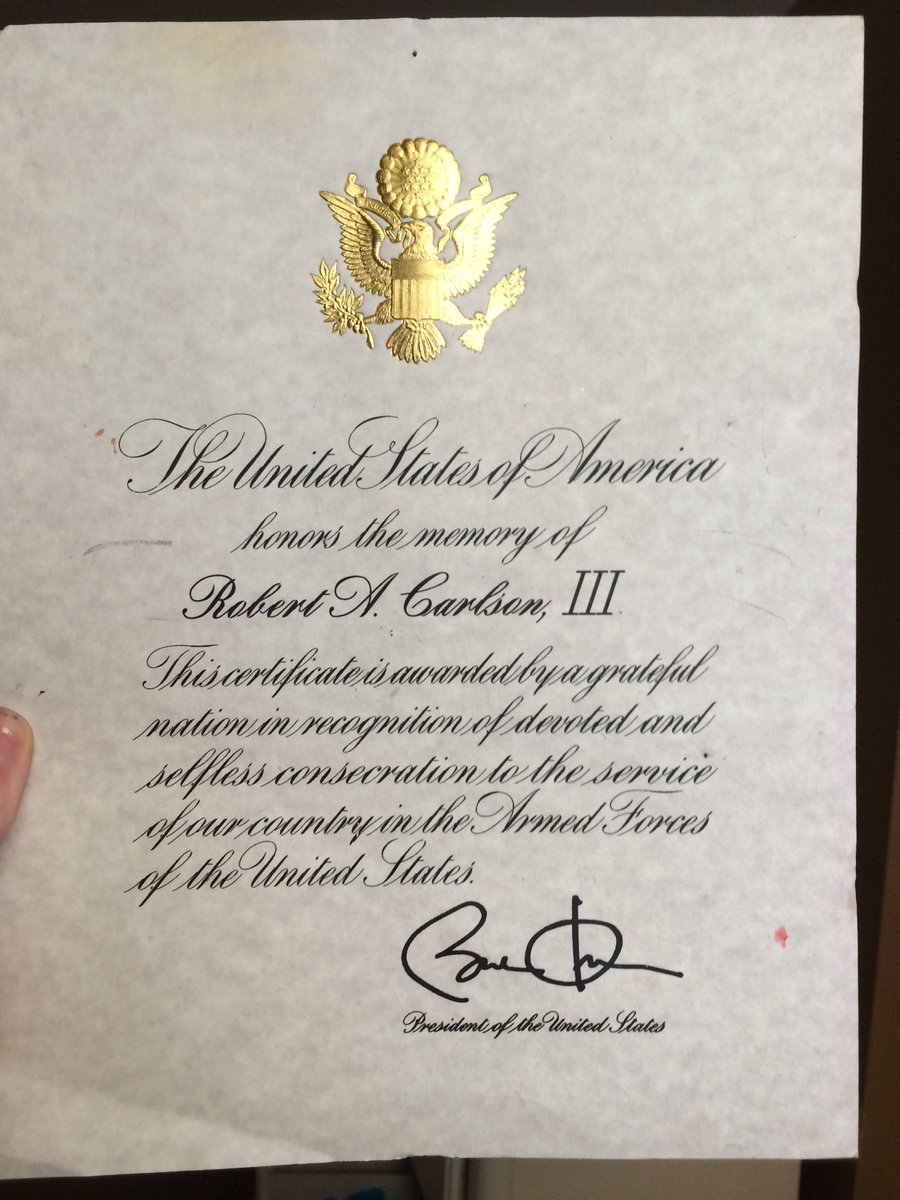 The United States of America
honors the memory of
Robert A. Carlson, III
This certificate is awarded by a grateful
nation in recognition of devoted and
selfless consecration to the service
of our country in the Armed Forces
of the United States.
President of the United States